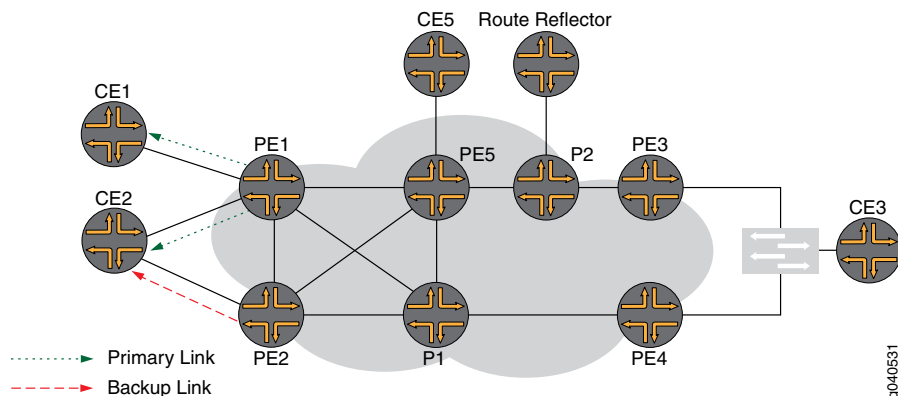 CE5
Route Reflector
CE1
PE1
PE5
P2
PE3
CE2
CE3
PE2
P1
PE4
Primary Link
Backup Link
g040531